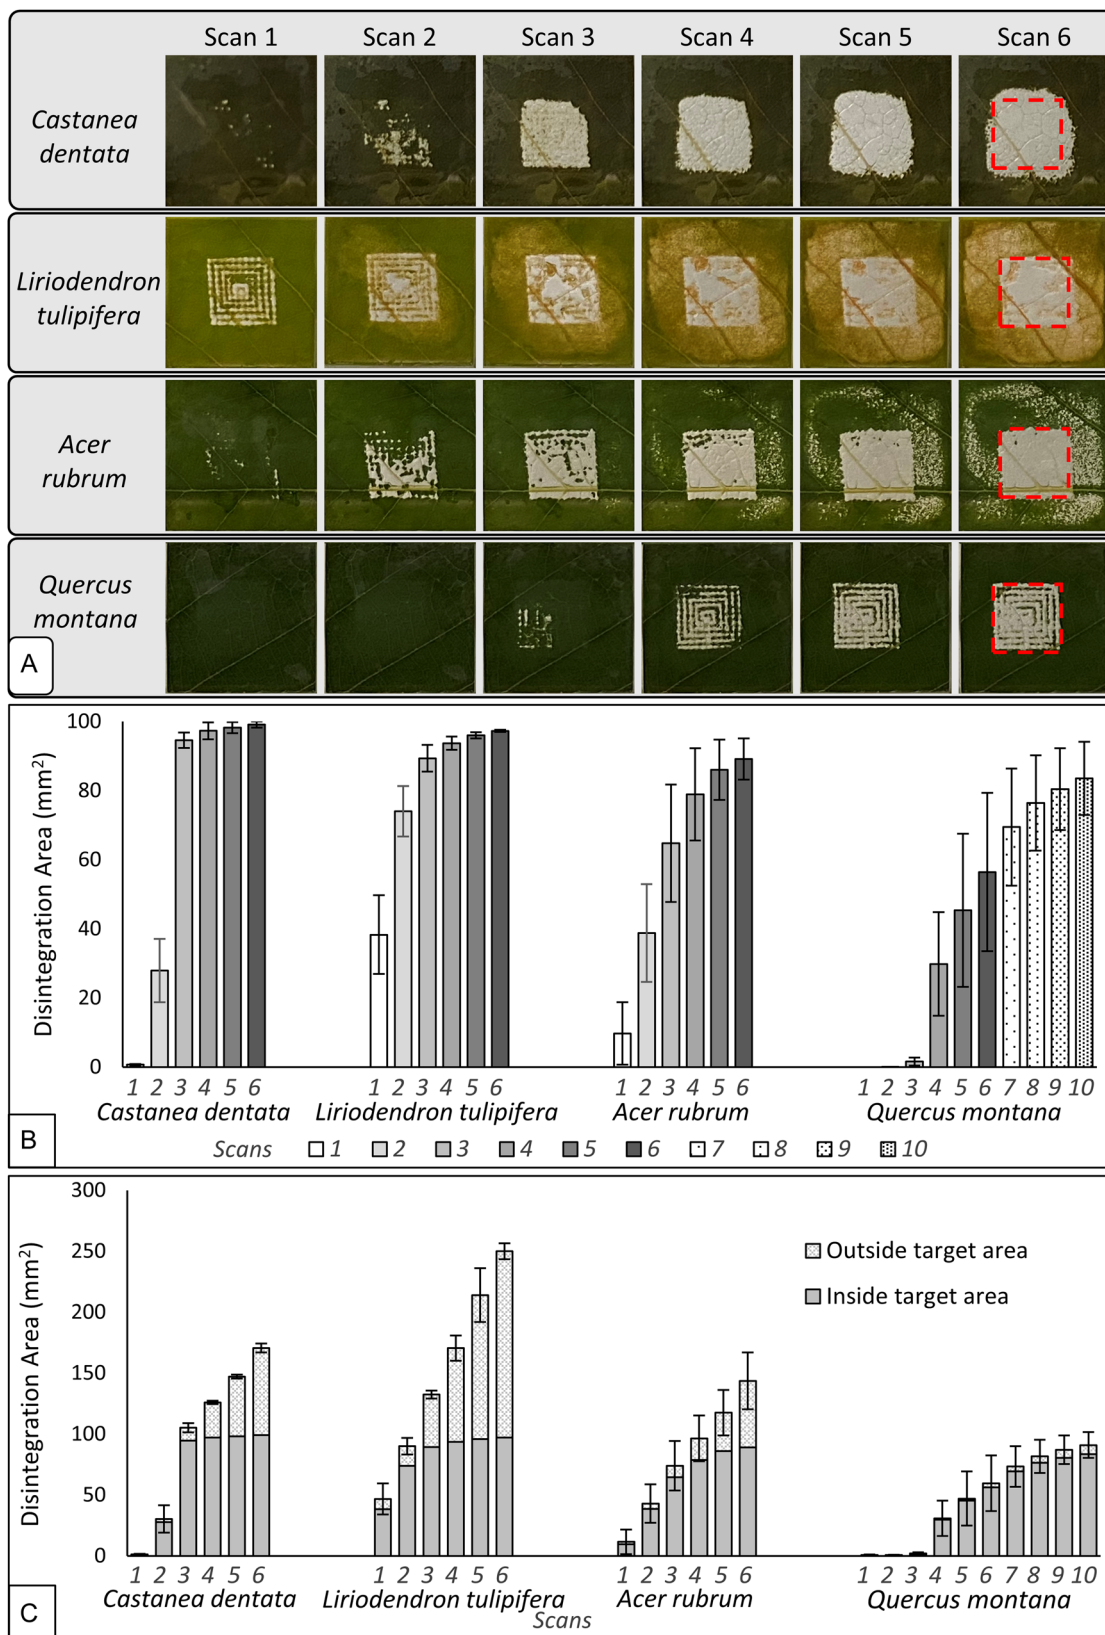 Scan 1 Scan 2 Scan 3 Scan 4 Scan 5 Scan 6
Castanea
dentata
Liriodendron
tulipifera
Acer
rubrum
Quercus
montana
A
Disintegration Area (mm²)
100
80
60
40
20
0
1 2 3 4 5 6 1 2 3 4 5 6 1 2 3 4 5 6 1 2 3 4 5 6 7 8 9 10
Castanea dentata Liriodendron tulipifera Acer rubrum Quercus montana
B
Scans 1 2 3 4 5 6 7 8 9 10
Disintegration Area (mm²)
300
250
200
150
100
50
0
Outside target area
Inside target area
1 2 3 4 5 6 1 2 3 4 5 6 1 2 3 4 5 6 1 2 3 4 5 6 7 8 9 10
Castanea dentata Liriodendron tulipifera Acer rubrum Quercus montana
Scans
C